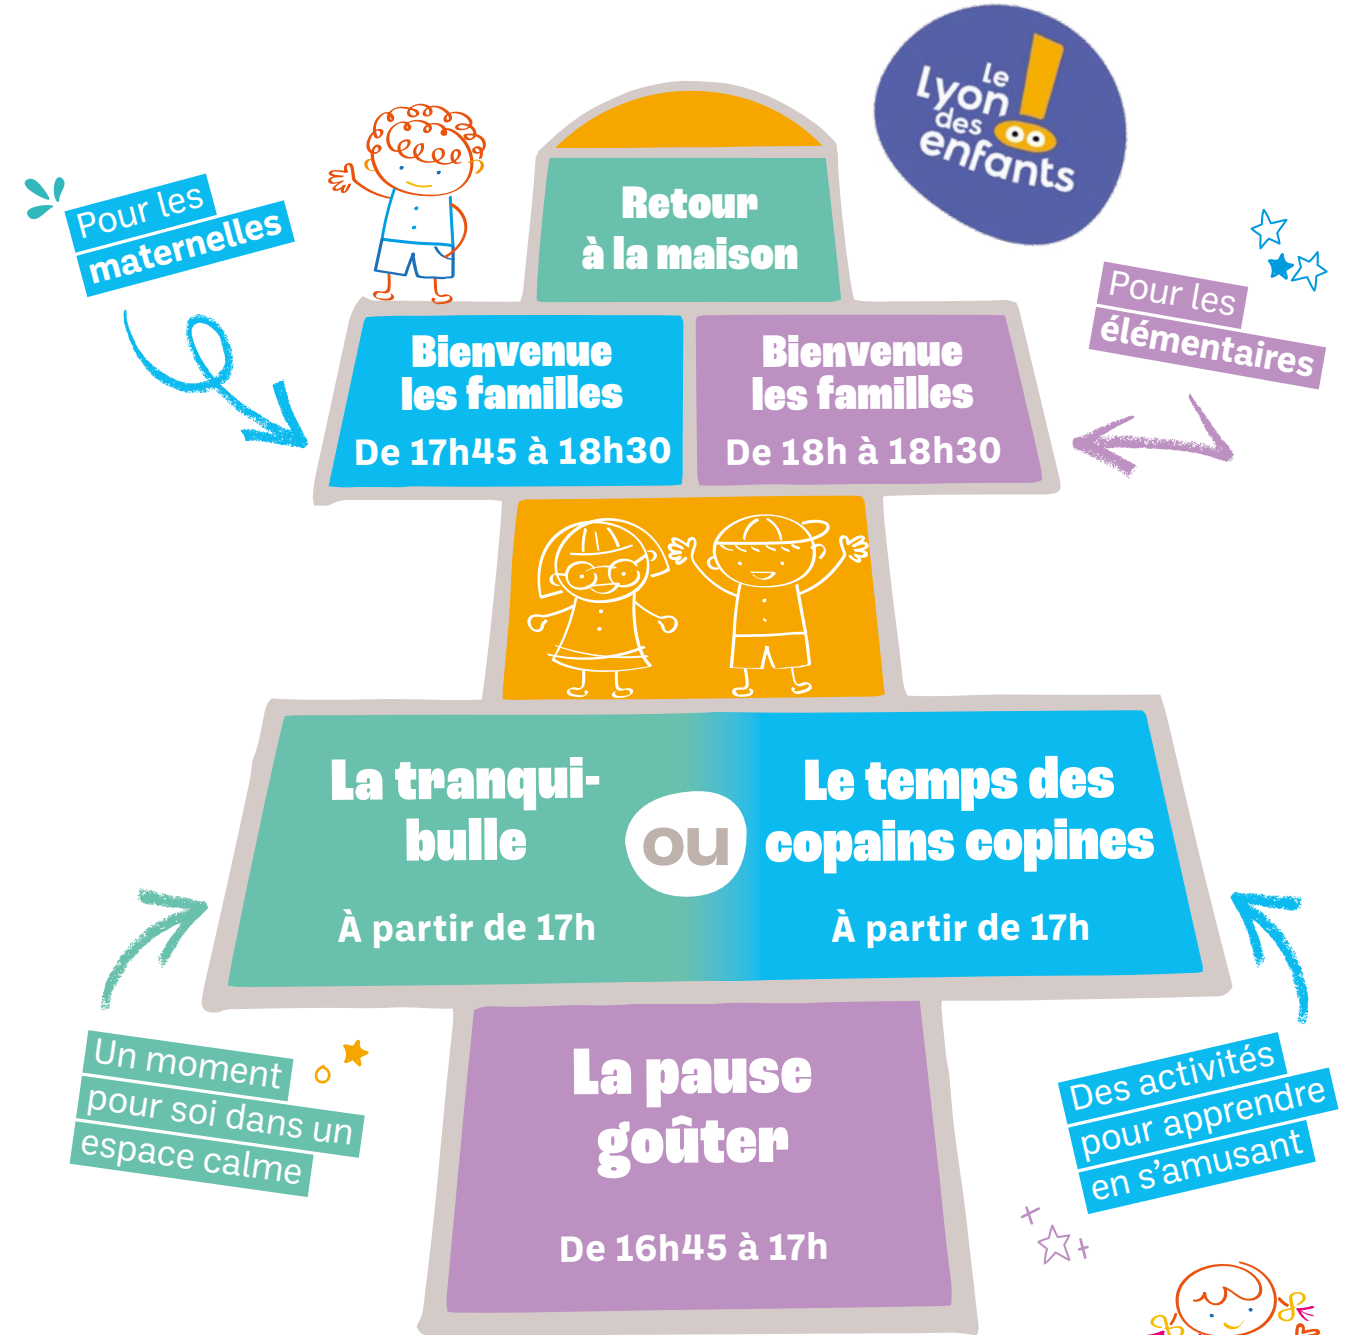 Le
Lyon
des
enfants
Pour les
maternelles
Retour
à la maison
Pour les
élémentaires
Bienvenue
les familles
De 17h45 à 18h30
Bienvenue
les familles
De 18h à 18h30
La tranqui-
bulle
À partir de 17h
ou
Le temps des
copains copines
À partir de 17h
Un moment
pour soi dans un
espace calme
Des activités
pour apprendre
en s'amusant
La pause
goûter
De 16h45 à 17h